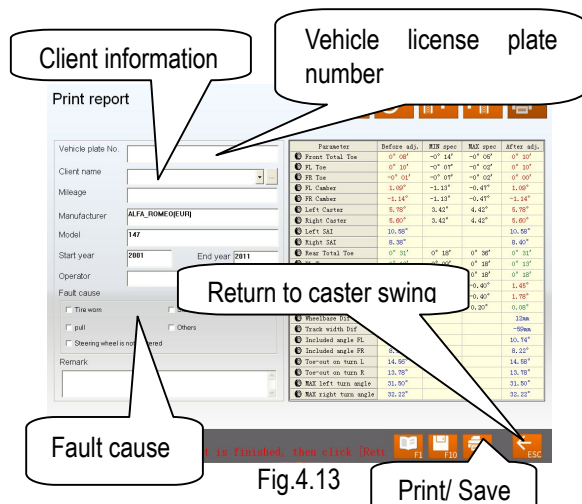 Client information
Vehicle license plate
number
Print report
Vehicle plate No.
Client name
Mileage
Manufacturer ALFA_ROMEO[EUR]
Model 147
Start year 2001 End year 2011
Operator
Fault cause
Tire worn
pull Others
Steering wheel is not
Remark
Parameter Before adj. MIN spec MAX spec After adj.
Front Total Toe 0° 08' -0° 14' -0° 05' 0° 10'
FL Toe 0° 10' -0° 07' -0° 02' 0° 10'
FR Toe -0° 01' -0° 07' -0° 02' 0° 00'
FL Camber 1.09° -1.13° -0.47° 1.09°
FR Camber -1.14° -1.13° -0.47° -1.14°
Left Carter 5.78° 3.42° 4.42° 5.78°
Right Carter 5.60° 3.42° 4.42° 5.60°
Left SAI 10.58° 10.58°
Right SAI 8.38° 8.40°
Rear Total Toe 0° 31' 0° 18' 0° 36' 0° 31'
0° 13'
0° 18' 0° 18'
-0.40° 1.45°
-0.40° 1.78°
0.20° 0.08°
Wheelbase Dif 12mm
Track width Dif -59mm
Included angle FL 10.74°
Included angle FR 8.22°
Toe-out on turn L 14.56° 14.58°
Toe-out on turn R 13.78° 13.78°
MAX left turn angle 31.50° 31.50°
MAX right turn angle 32.22° 32.22°
Return to caster swing
Fault cause
is finished, then click [Ret
F1 F10 ESC
Fig.4.13
Print/ Save